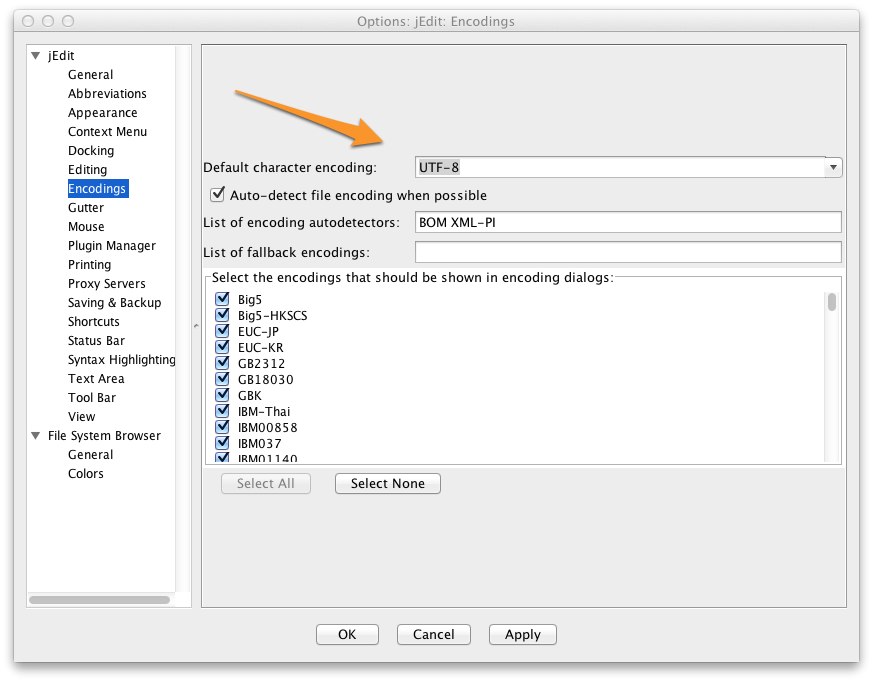 Options: jEdit: Encodings
jEdit
General
Abbreviations
Appearance
Context Menu
Docking
Editing
Encodings
Gutter
Mouse
Plugin Manager
Printing
Proxy Servers
Saving & Backup
Shortcuts
Status Bar
Syntax Highlighting
Text Area
Tool Bar
View
File System Browser
General
Colors
Default character encoding: UTF-8
Auto-detect file encoding when possible
List of encoding autodetectors: BOM XML-PI
List of fallback encodings:
Select the encodings that should be shown in encoding dialogs:
Big5
Big5-HKSCS
EUC-JP
EUC-KR
GB2312
GB18030
GBK
IBM-Thai
IBM00858
IBM037
IBM01140
Select All Select None
OK Cancel Apply